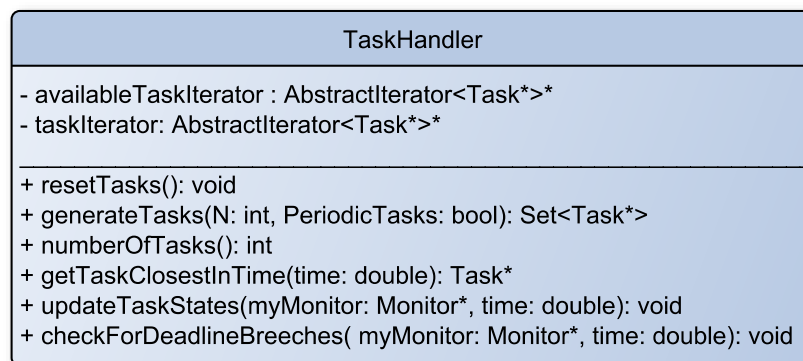 TaskHandler
- availableTaskIterator : AbstractIterator<Task*>*
- taskIterator: AbstractIterator<Task*>*
+ resetTasks(): void
+ generateTasks(N: int, PeriodicTasks: bool): Set<Task*>
+ numberOfTasks(): int
+ getTaskClosestInTime(time: double): Task*
+ updateTaskStates(myMonitor: Monitor*, time: double): void
+ checkForDeadlineBreeches( myMonitor: Monitor*, time: double): void